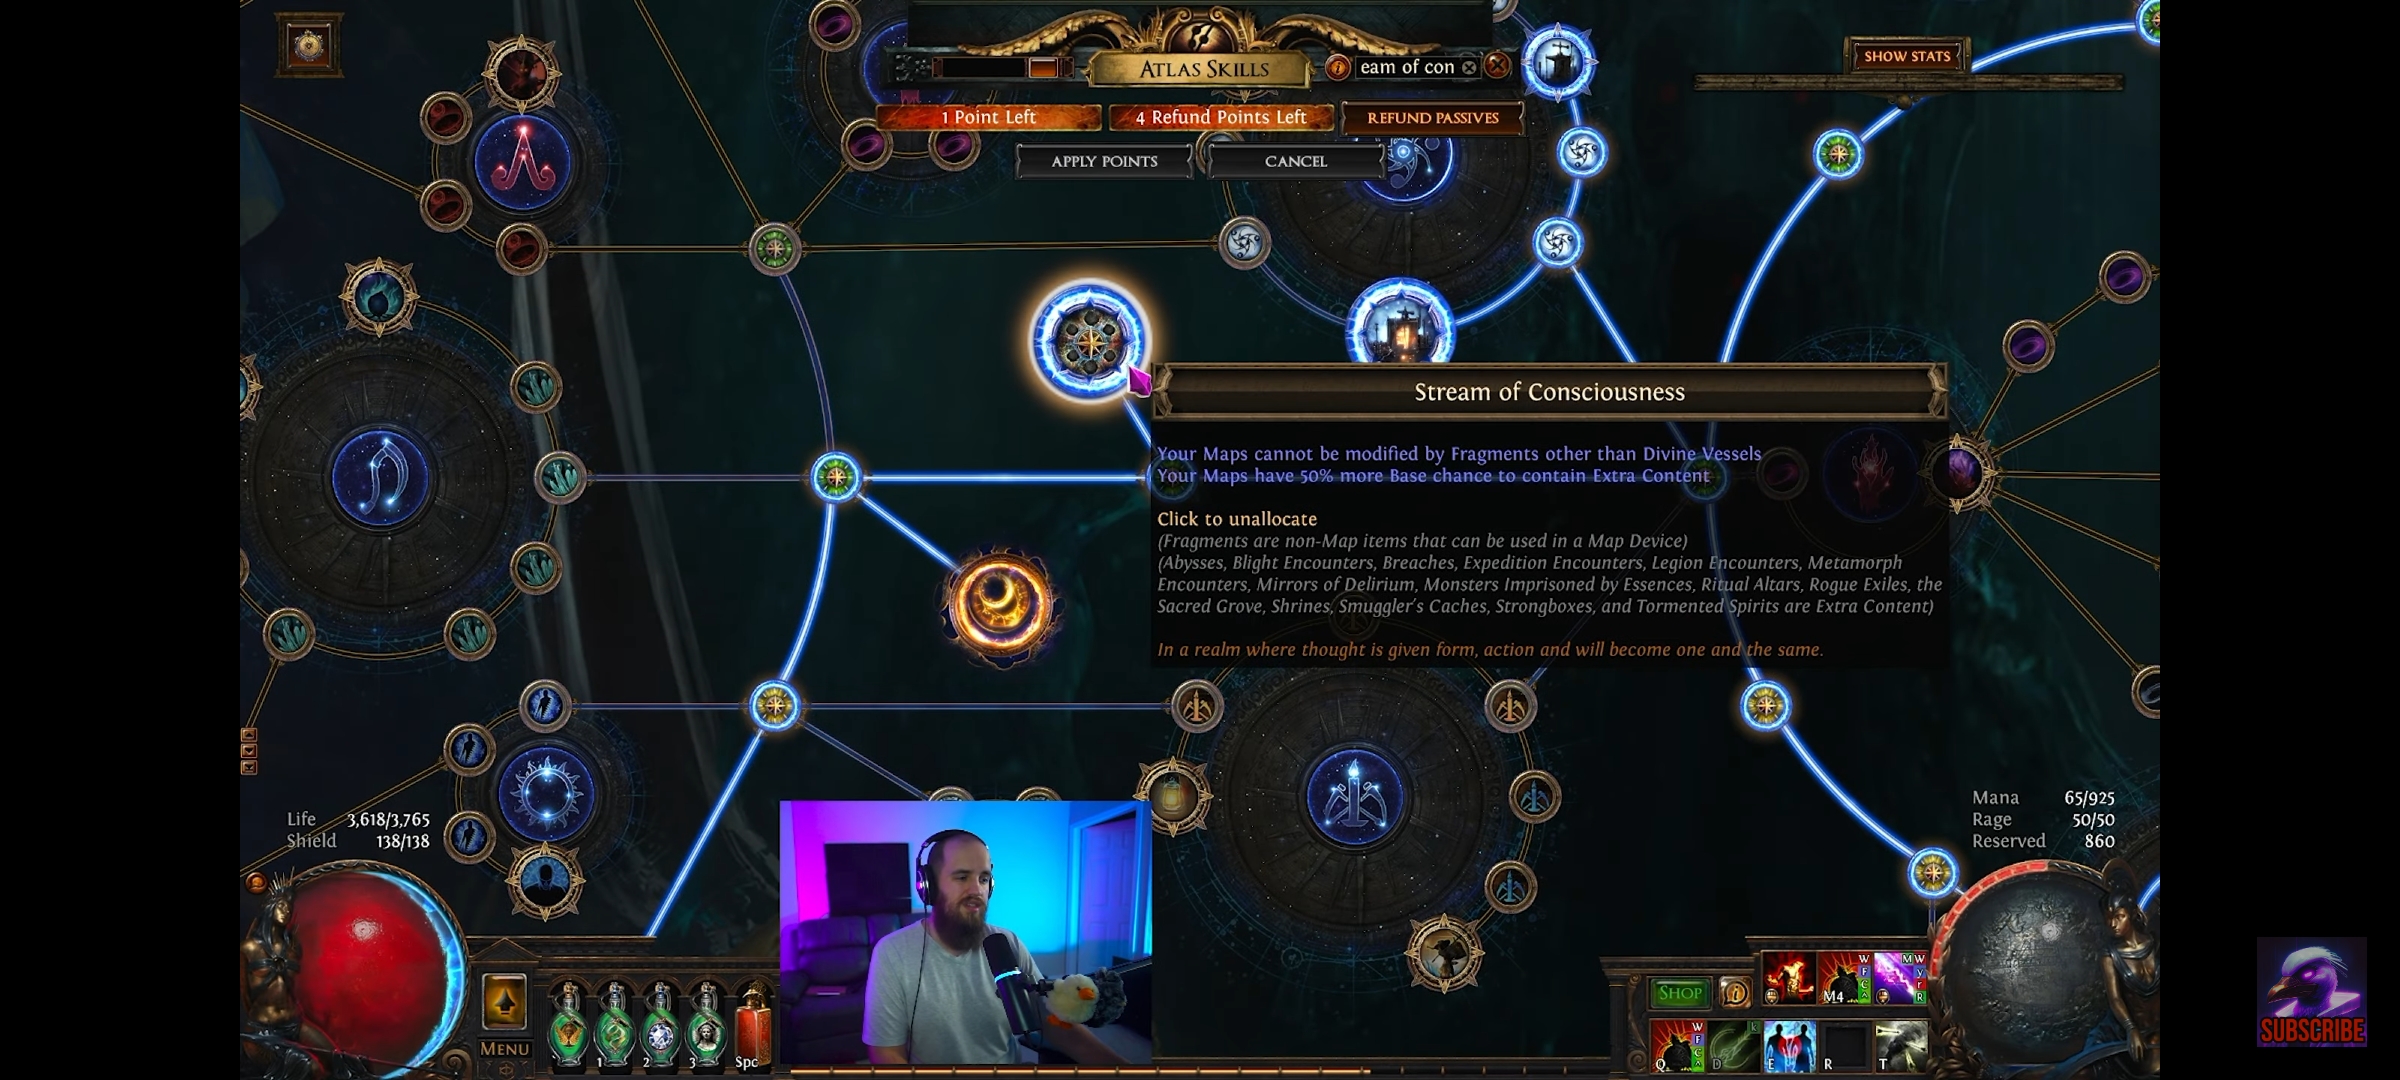 ATLAS SKILLS
eam of con
SHOW STATS
1 Point Left
4 Refund Points Left
REFUND PASSIVES
APPLY POINTS
CANCEL
Stream of Consciousness
Your Maps cannot be modified by Fragments other than Divine Vessels
Your Maps have 50% more Base chance to contain Extra Content
Click to unallocate
(Fragments are non-Map items that can be used in a Map Device)
(Abysses, Blight Encounters, Breaches, Expedition Encounters, Legion Encounters, Metamorph
Encounters, Mirrors of Delirium, Monsters Imprisoned by Essences, Ritual Altars, Rogue Exiles, the
Sacred Grove, Shrines, Smuggler's Caches, Strongboxes, and Tormented Spirits are Extra Content)
In a realm where thought is given form, action and will become one and the same.
Life 3,618/3,765
Shield 138/138
Mana 65/925
Rage 50/50
Reserved 860
MENU
1
2
3
Spc
SHOP
M4
Q
D
E
R
T
SUBSCRIBE